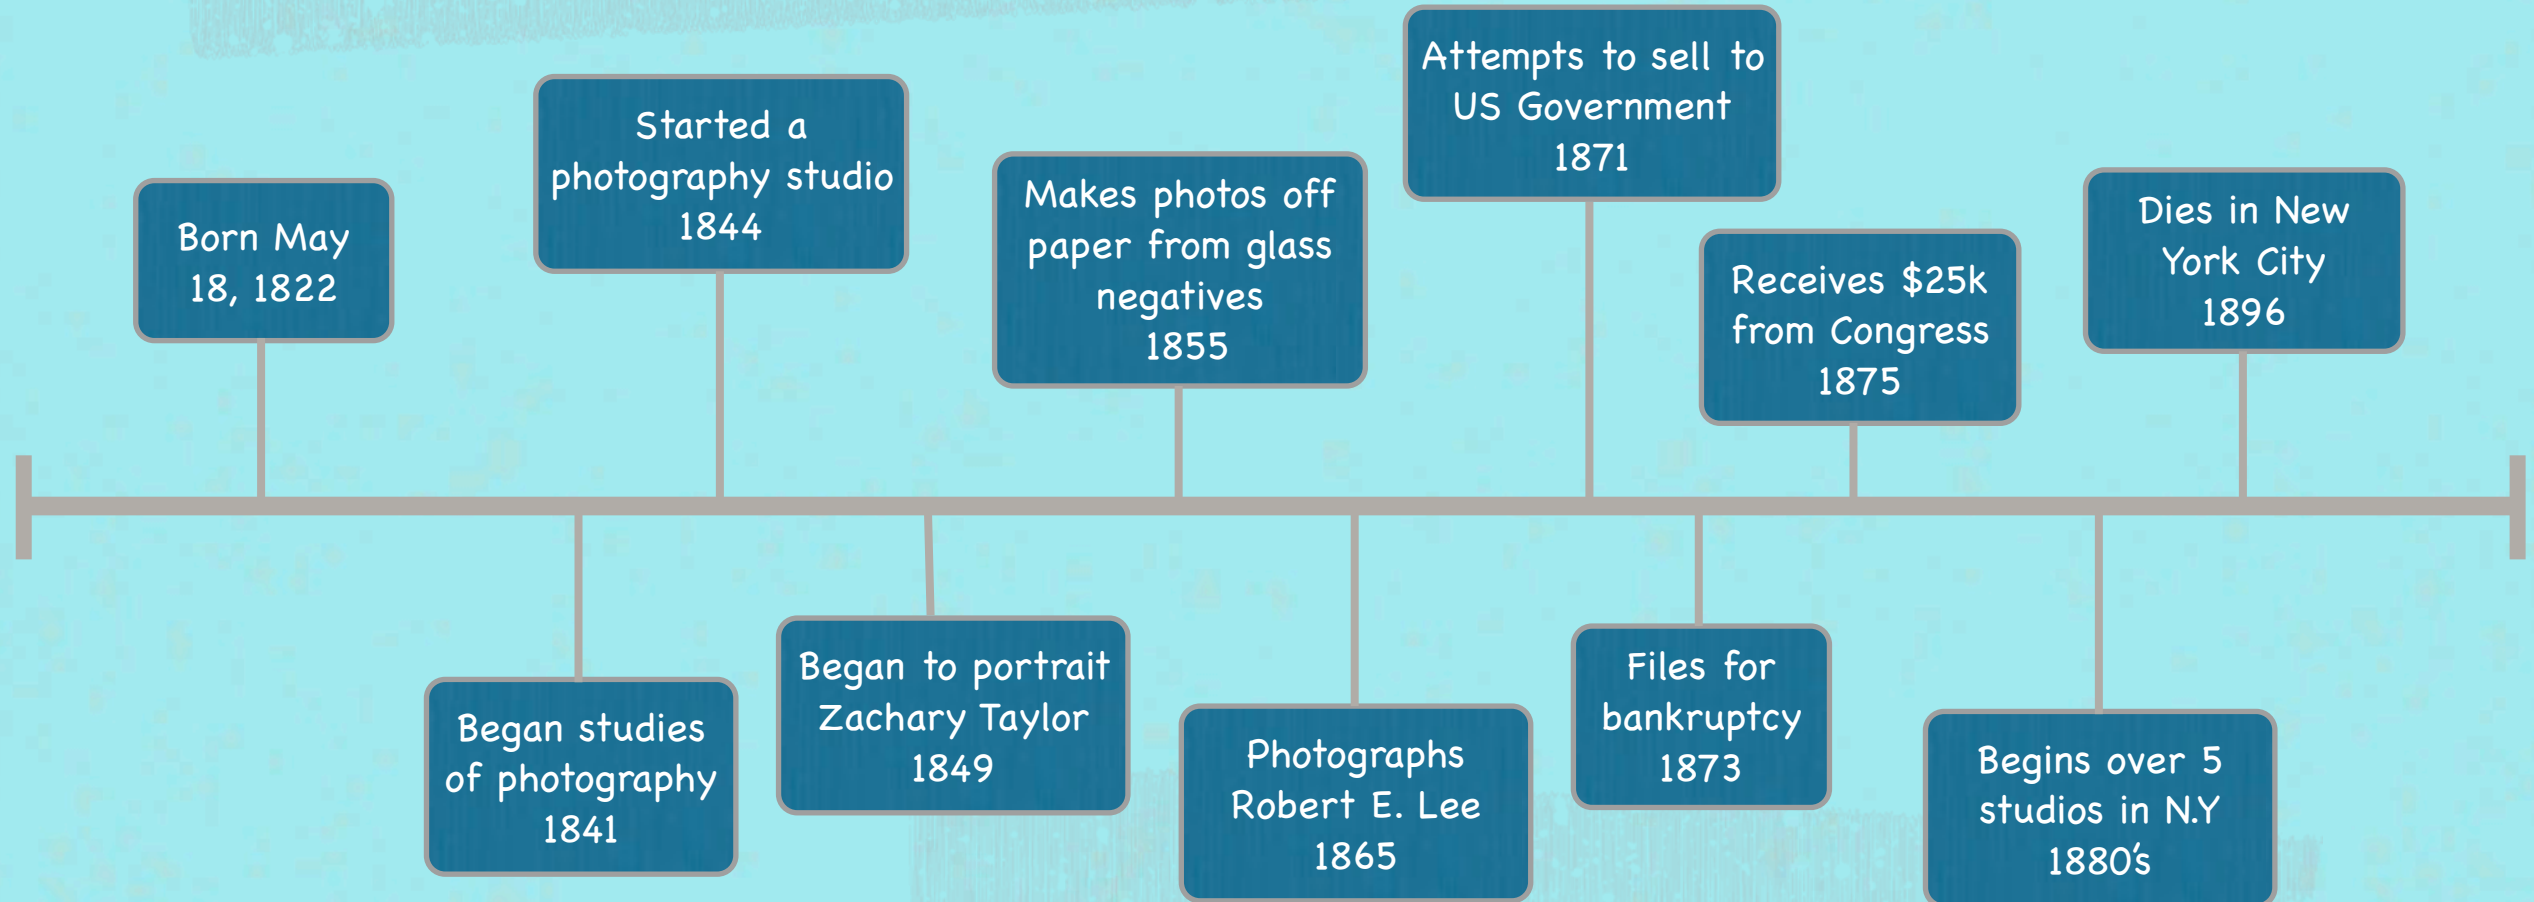 Born May
18, 1822
Began studies
of photography
1841
Started a
photography studio
1844
Began to portrait
Zachary Taylor
1849
Makes photos off
paper from glass
negatives
1855
Photographs
Robert E. Lee
1865
Attempts to sell to
US Government
1871
Files for
bankruptcy
1873
Receives $25k
from Congress
1875
Begins over 5
studios in N.Y
1880's
Dies in New
York City
1896